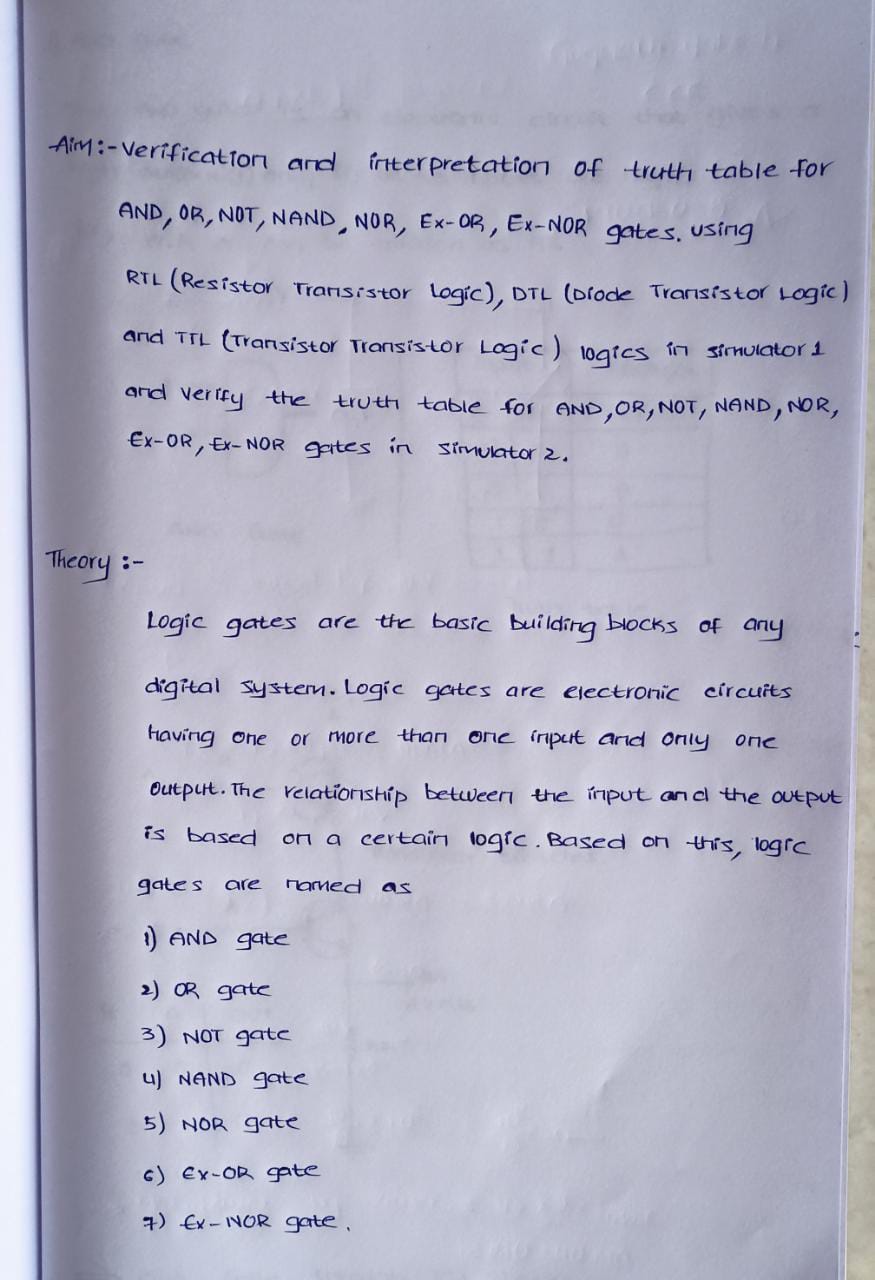 Aim:- Verification and interpretation of truth table for
AND, OR, NOT, NAND, NOR, Ex-OR, Ex-NOR gates. using
RTL (Resistor Transistor Logic), DTL (Diode Transistor Logic)
and TTL (Transistor Transistor Logic) logics in simulator 1
and verify the truth table for AND, OR, NOT, NAND, NOR,
Ex-OR, Ex-NOR gates in simulator 2.
Theory :-
Logic gates are the basic building blocks of any
digital system. Logic gates are electronic circuits
having one or more than one input and only one
output. The relationship between the input and the output
is based on a certain logic. Based on this, logic
gates are named as
1) AND gate
2) OR gate
3) NOT gate
4) NAND gate
5) NOR gate
6) Ex-OR gate
7) Ex-NOR gate.